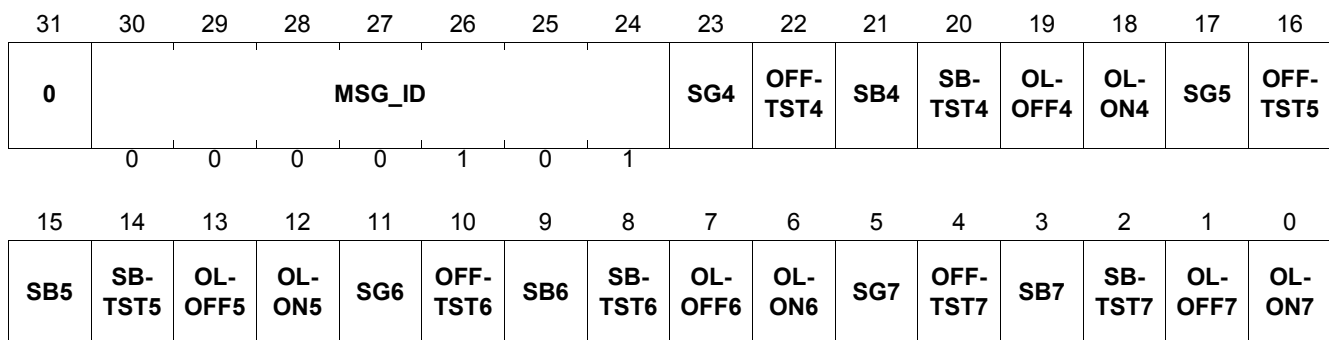 31 30 29 28 27 26 25 24 23 22 21 20 19 18 17 16
0 MSG_ID SG4 OFF-TST4 SB4 SB-TST4 OL-OFF4 OL-ON4 SG5 OFF-TST5
0 0 0 0 1 0 1
15 14 13 12 11 10 9 8 7 6 5 4 3 2 1 0
SB5 SB-TST5 OL-OFF5 OL-ON5 SG6 OFF-TST6 SB6 SB-TST6 OL-OFF6 OL-ON6 SG7 OFF-TST7 SB7 SB-TST7 OL-OFF7 OL-ON7